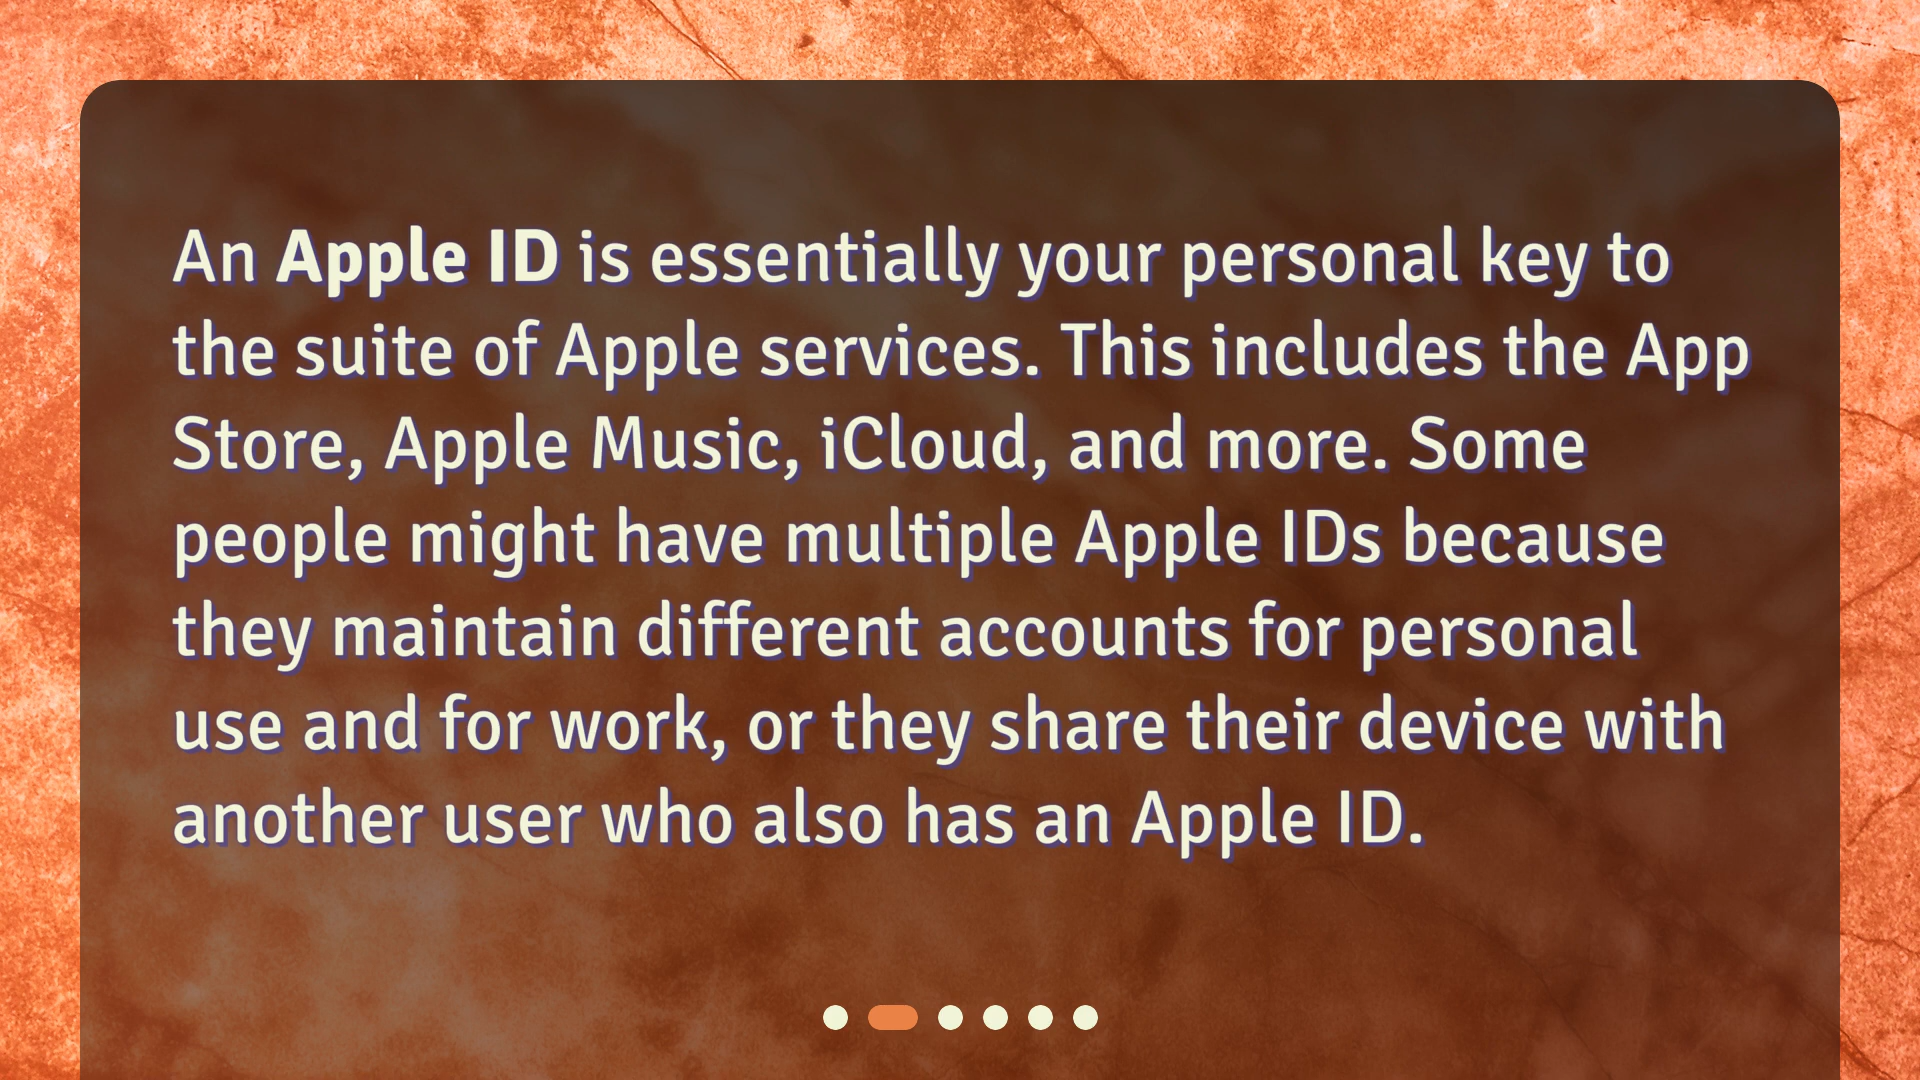 An Apple ID is essentially your personal key to
the suite of Apple services. This includes the App
Store, Apple Music, iCloud, and more. Some
people might have multiple Apple IDs because
they maintain different accounts for personal
use and for work, or they share their device with
another user who also has an Apple ID.